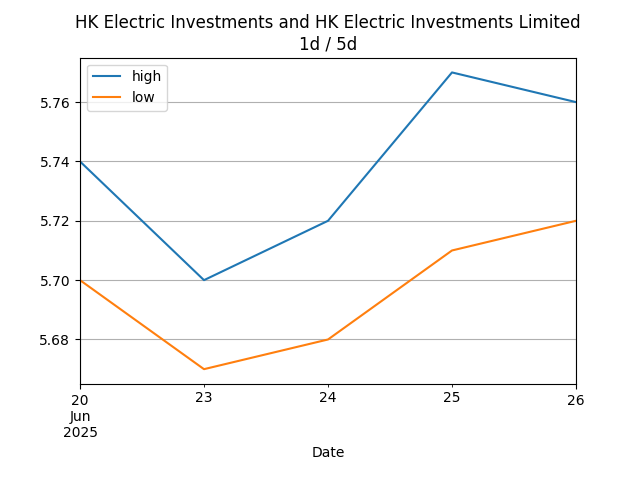 HK Electric Investments and HK Electric Investments Limited
1d / 5d
high
low
5.76
5.74
5.72
5.70
5.68
20 23 24 25 26
Jun
2025
Date